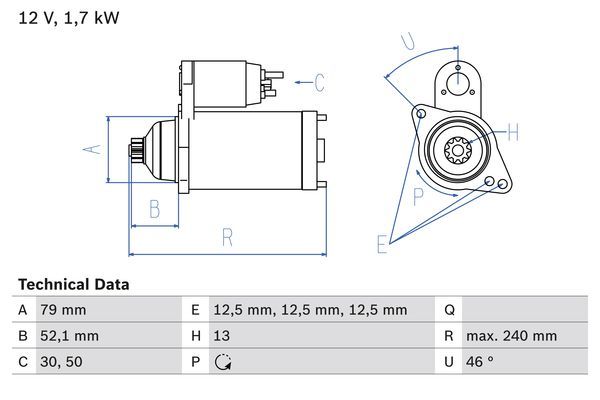 12 V, 1,7 kW
U
C
A
H
B
P
R
E
Technical Data
A 79 mm E 12,5 mm, 12,5 mm, 12,5 mm Q
B 52,1 mm H 13 R max. 240 mm
C 30, 50 P U 46 °